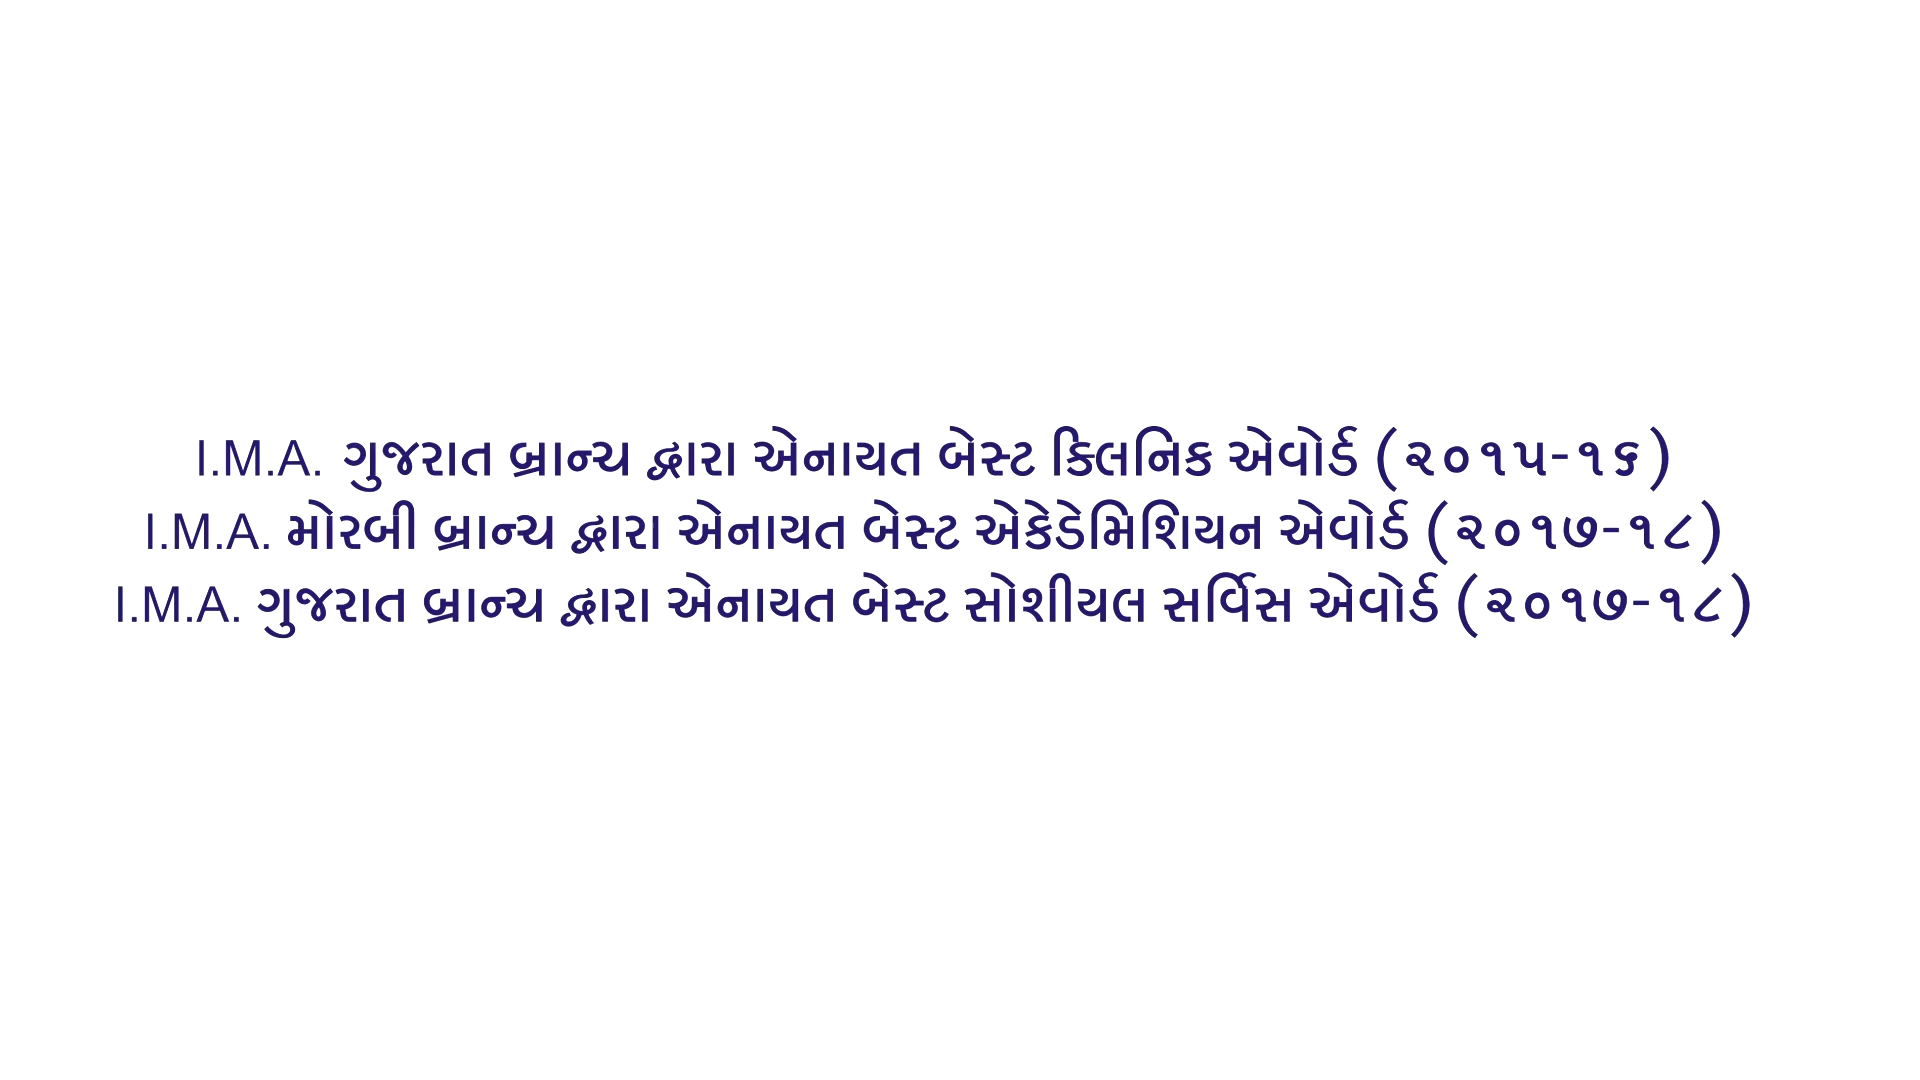 I.M.A. ગુજરાત બ્રાન્ચ દ્વારા એનાયત બેસ્ટ ક્લિનિક એવોર્ડ (૨૦૧૫-૧૬)
I.M.A. મોરબી બ્રાન્ચ દ્વારા એનાયત બેસ્ટ એકેડેમિશિયન એવોર્ડ (૨૦૧૭-૧૮)
I.M.A. ગુજરાત બ્રાન્ચ દ્વારા એનાયત બેસ્ટ સોશીયલ સર્વિસ એવોર્ડ (૨૦૧૭-૧૮)